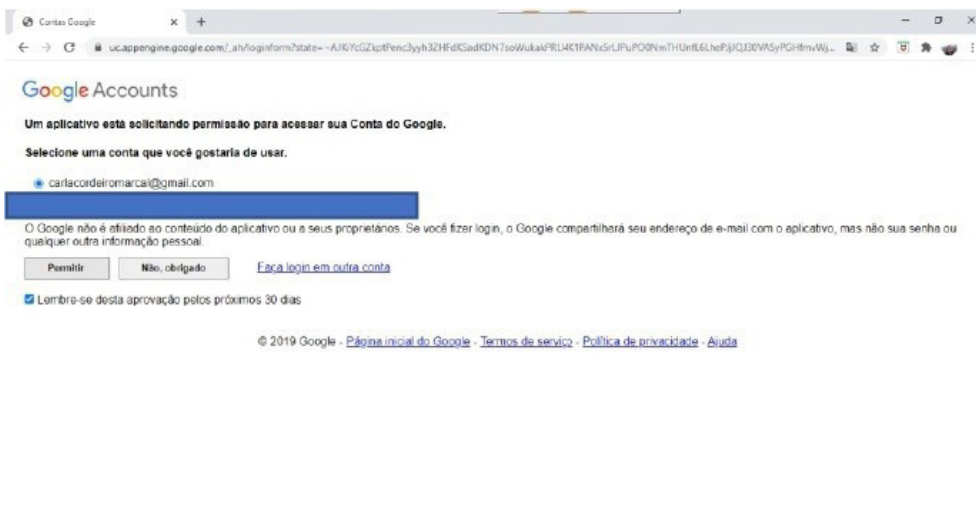 Contas Google
Google Accounts
Um aplicativo está solicitando permissão para acessar sua Conta do Google.
Selecione uma conta que você gostaria de usar.
carlacordeiromarcal@gmail.com
O Google não é afiliado ao conteúdo do aplicativo ou a seus proprietários. Se você fizer login, o Google compartilhará seu endereço de e-mail com o aplicativo, mas não sua senha ou
qualquer outra informação pessoal.
Permitir Não, obrigado Faça login em outra conta
Lembre-se desta aprovação pelos próximos 30 dias
© 2019 Google - Página inicial do Google - Termos de serviço - Política de privacidade - Ajuda